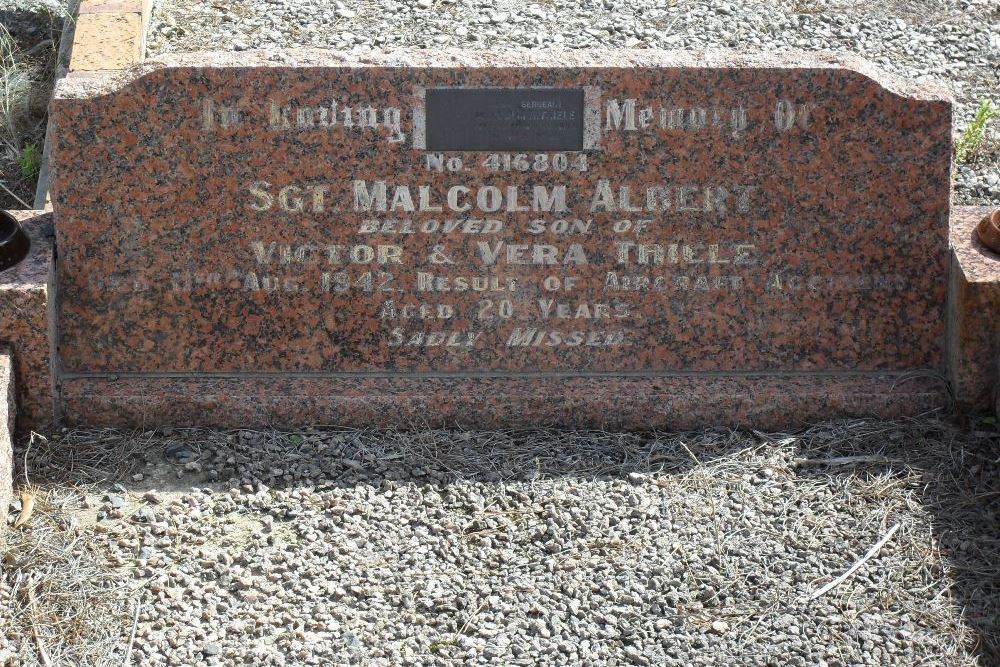 In Loving Memory Of
SERGEANT
No. 416804
SGT MALCOLM ALBERT
BELOVED SON OF
VICTOR & VERA THIELE
AUG. 1942. RESULT OF AIRCRAFT ACCIDENT
AGED 20 YEARS.
SADLY MISSED.